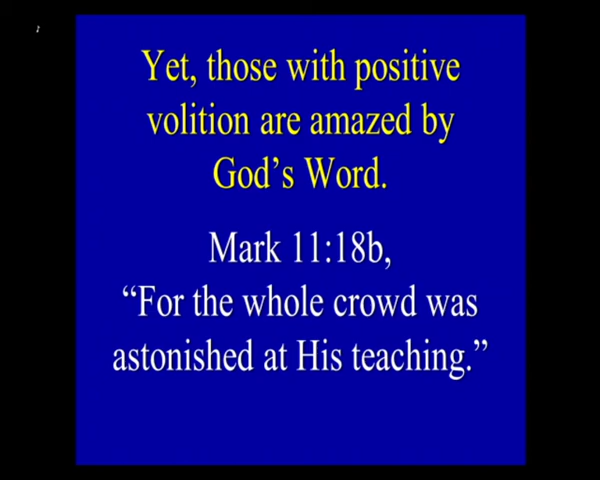 Yet, those with positive
volition are amazed by
God’s Word.
Mark 11:18b,
“For the whole crowd was
astonished at His teaching.”